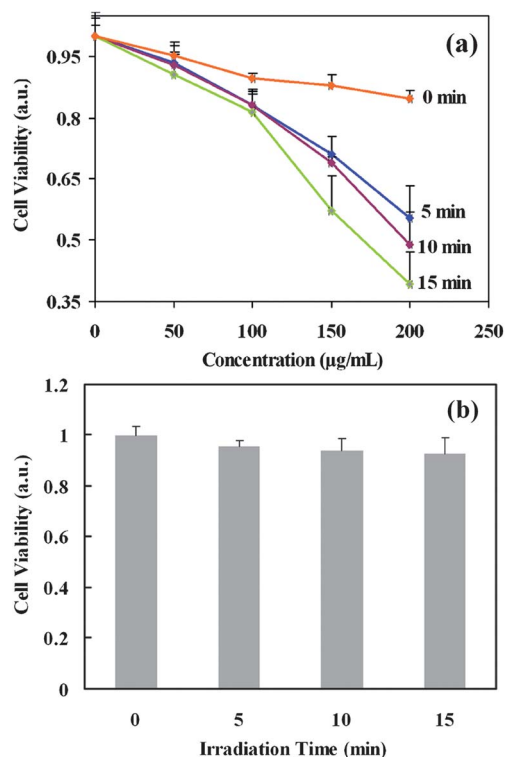 (a)
Cell Viability (a.u.)
0.95
0.8
0.65
0.5
0.35
0 min
5 min
10 min
15 min
0
50
100
150
200
250
Concentration (µg/mL)
(b)
Cell Viability (a.u.)
1.2
1
0.8
0.6
0.4
0.2
0
0
5
10
15
Irradiation Time (min)